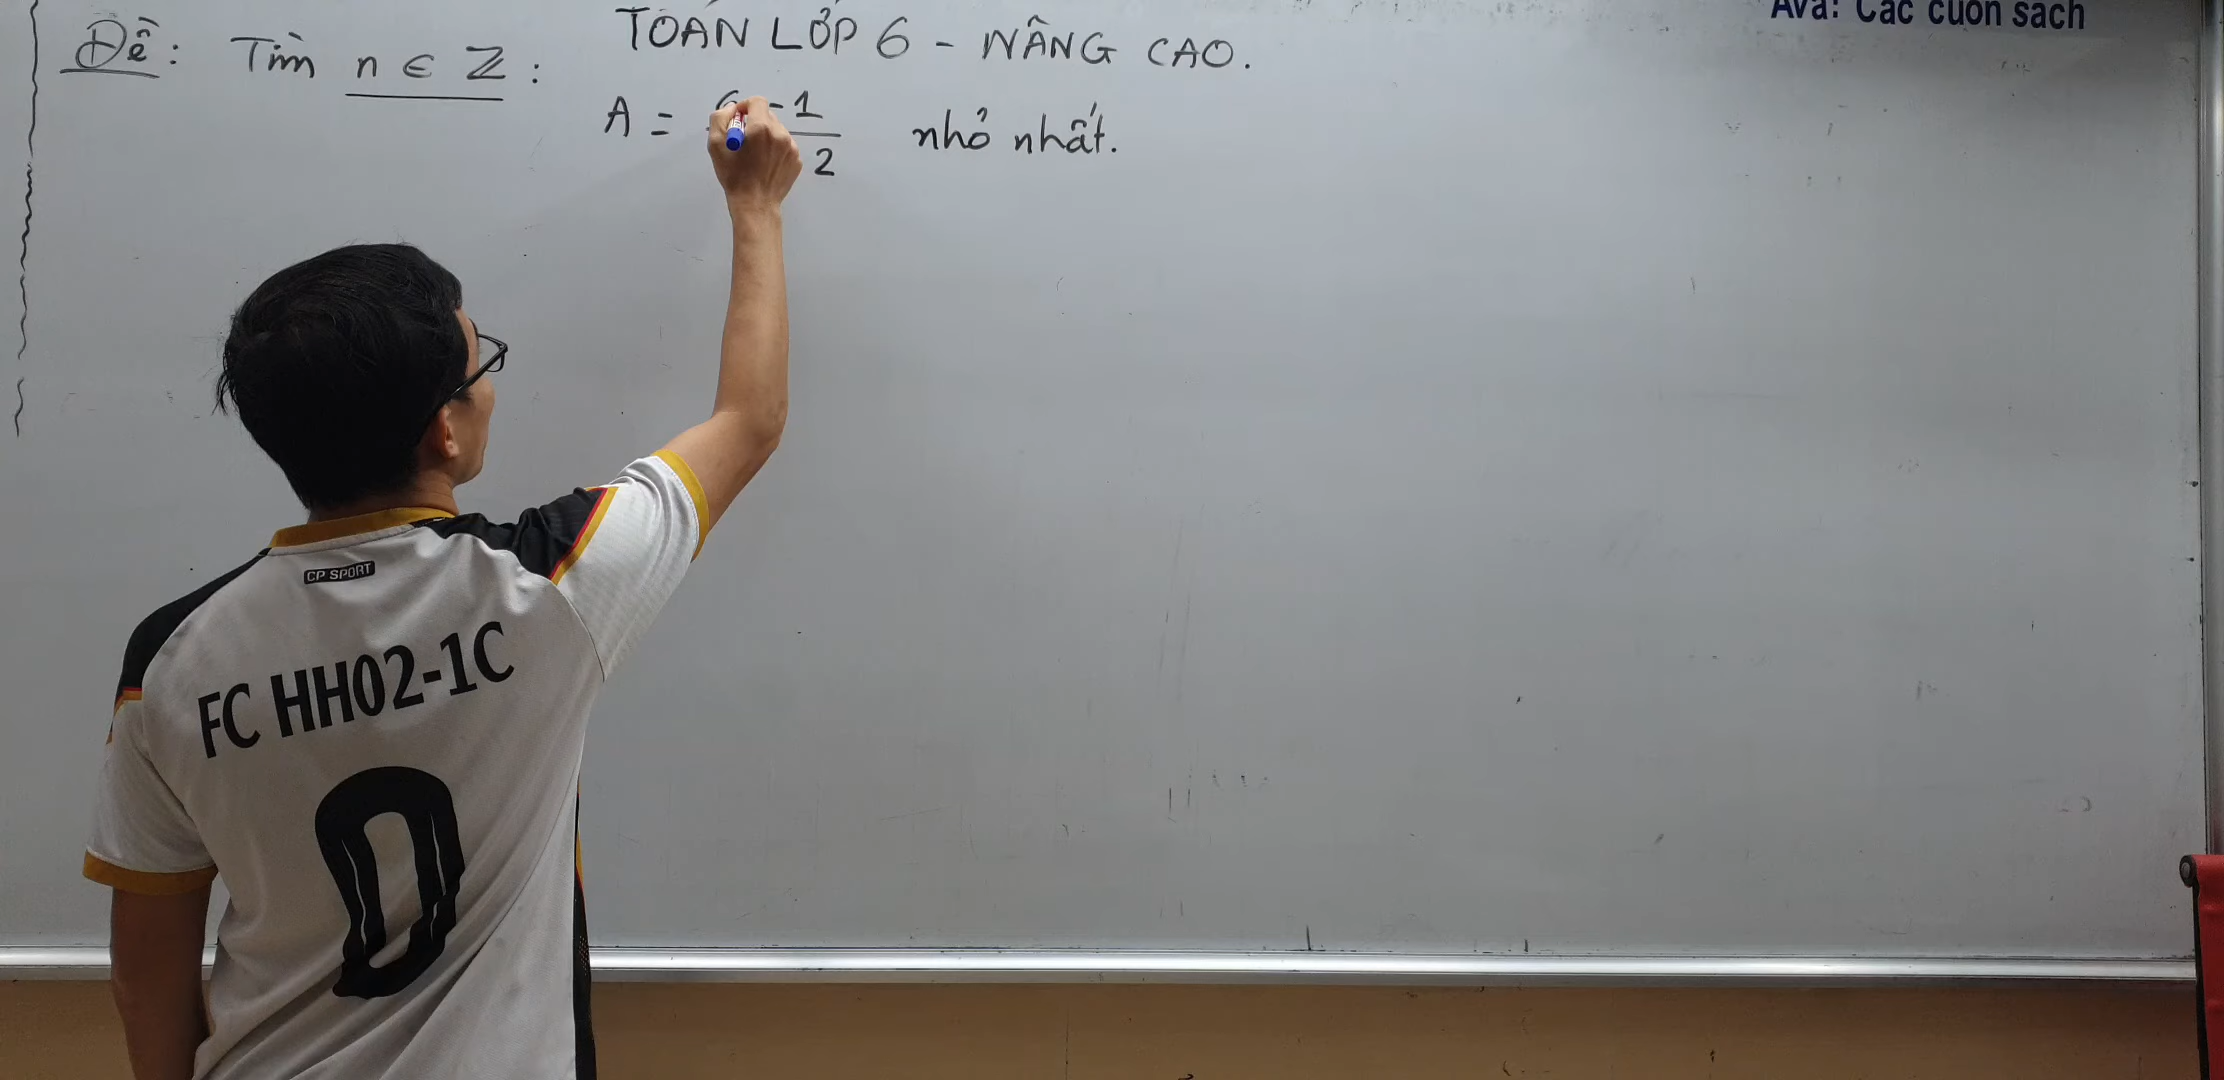 Ava: Các cuốn sách
TOÁN LỚP 6 - NÂNG CAO.
Đề: Tìm n ∈ ℤ:
A = 6 -1
2 nhỏ nhất.
CP SPORT
FC HH02-1C
0